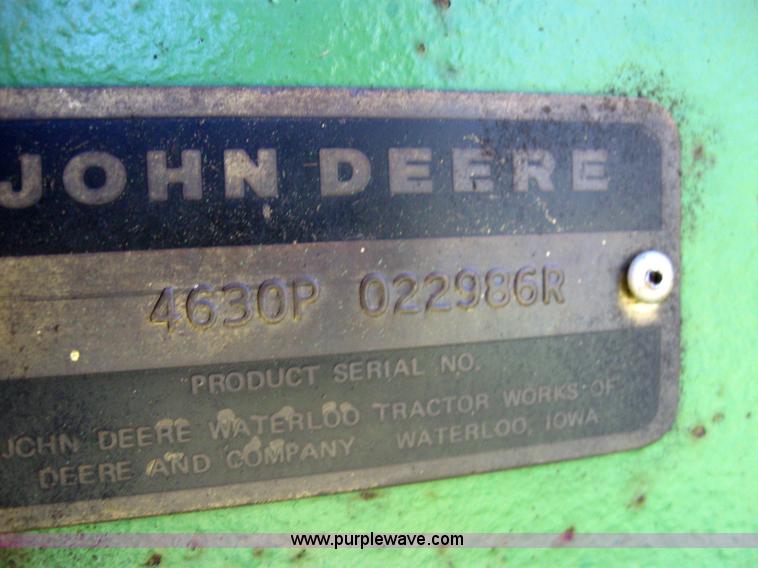 JOHN DEERE
4630P 022986R
PRODUCT SERIAL NO.
JOHN DEERE WATERLOO TRACTOR WORKS OF
DEERE AND COMPANY WATERLOO, IOWA
www.purplewave.com